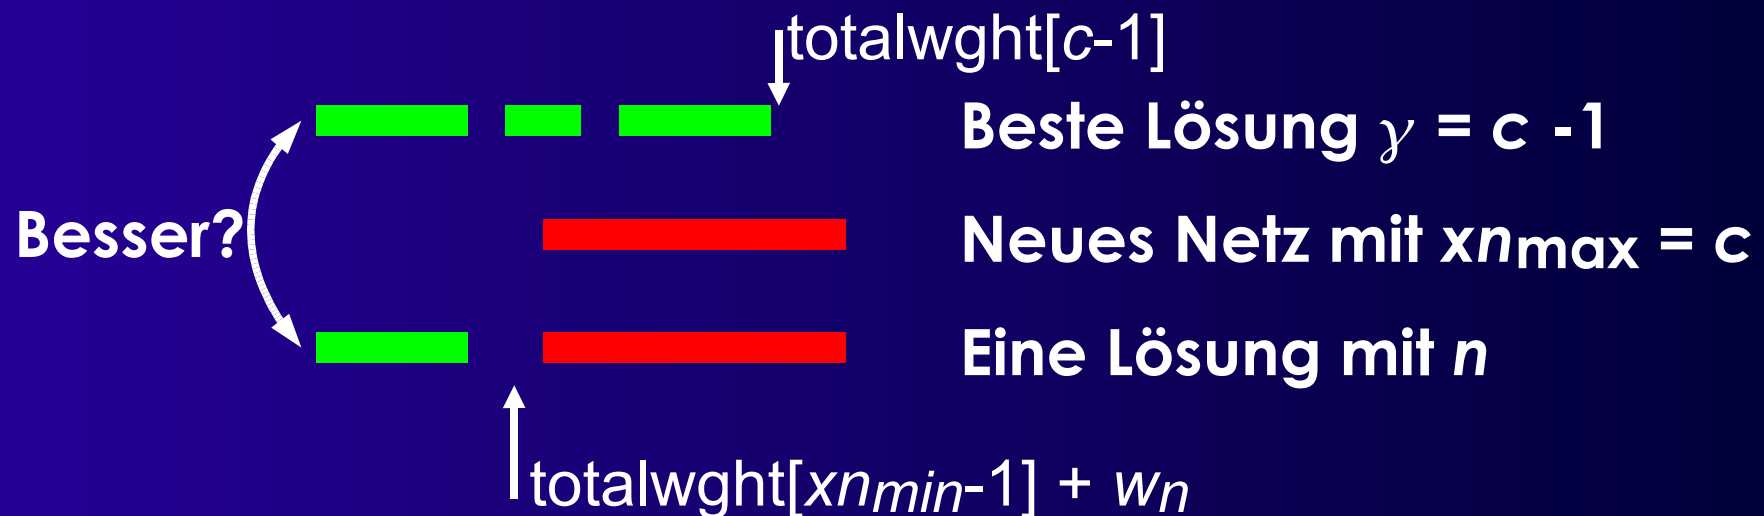 totalwght[c-1]
Beste Lösung γ = c -1
Besser?
Neues Netz mit xnmax = c
Eine Lösung mit n
totalwght[xnmin-1] + wn